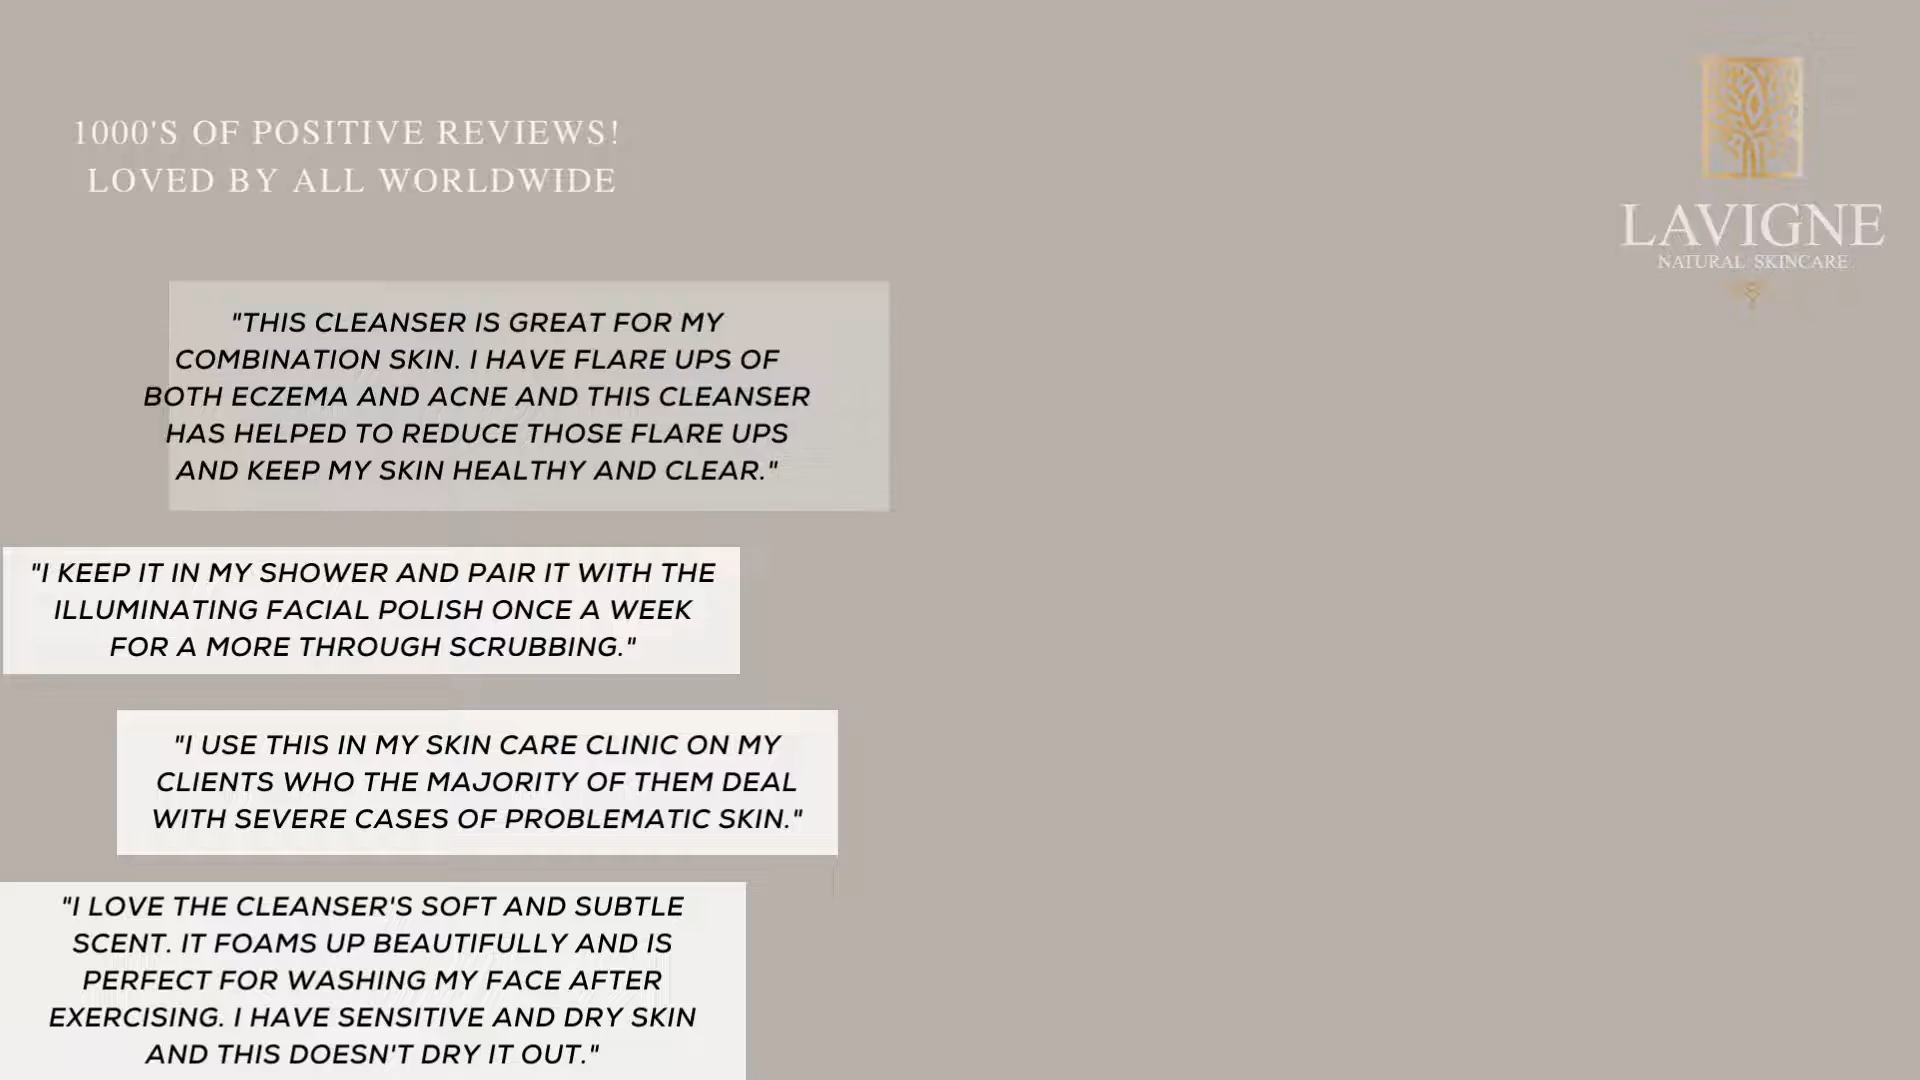 1000'S OF POSITIVE REVIEWS!
LOVED BY ALL WORLDWIDE
LAVIGNE
NATURAL SKINCARE
"THIS CLEANSER IS GREAT FOR MY
COMBINATION SKIN. I HAVE FLARE UPS OF
BOTH ECZEMA AND ACNE AND THIS CLEANSER
HAS HELPED TO REDUCE THOSE FLARE UPS
AND KEEP MY SKIN HEALTHY AND CLEAR."
"I KEEP IT IN MY SHOWER AND PAIR IT WITH THE
ILLUMINATING FACIAL POLISH ONCE A WEEK
FOR A MORE THROUGH SCRUBBING."
"I USE THIS IN MY SKIN CARE CLINIC ON MY
CLIENTS WHO THE MAJORITY OF THEM DEAL
WITH SEVERE CASES OF PROBLEMATIC SKIN."
"I LOVE THE CLEANSER'S SOFT AND SUBTLE
SCENT. IT FOAMS UP BEAUTIFULLY AND IS
PERFECT FOR WASHING MY FACE AFTER
EXERCISING. I HAVE SENSITIVE AND DRY SKIN
AND THIS DOESN'T DRY IT OUT."